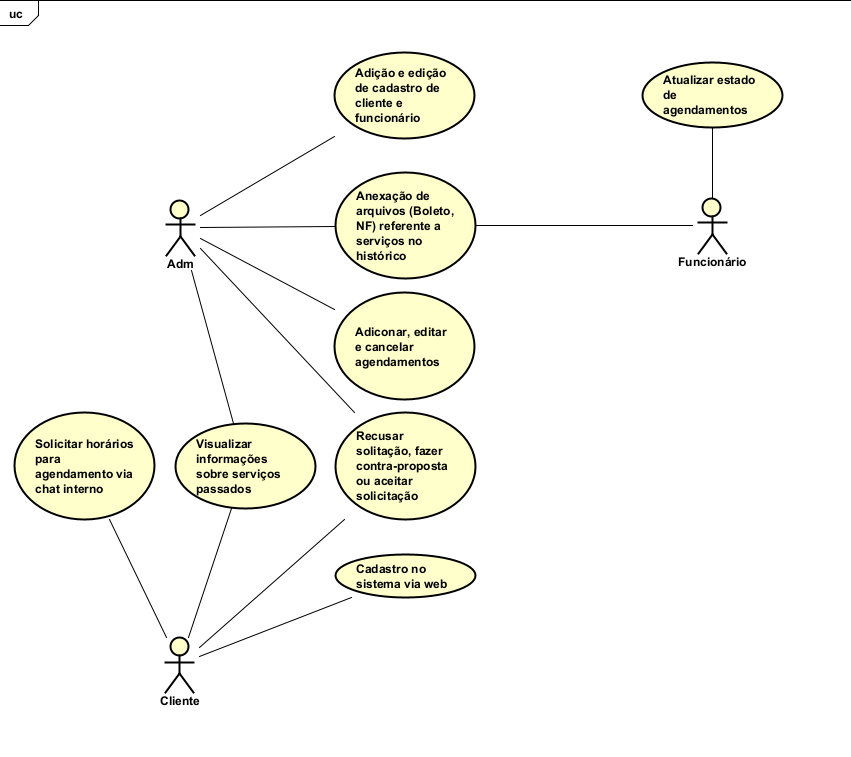 uc
Adição e edição
de cadastro de
cliente e
funcionário
Atualizar estado
de
agendamentos
Anexação de
arquivos (Boleto,
NF) referente a
serviços no
histórico
Adm
Funcionário
Adiconar, editar
e cancelar
agendamentos
Solicitar horários
para
agendamento via
chat interno
Visualizar
informações
sobre serviços
passados
Recusar
solitação, fazer
contra-proposta
ou aceitar
solicitação
Cadastro no
sistema via web
Cliente